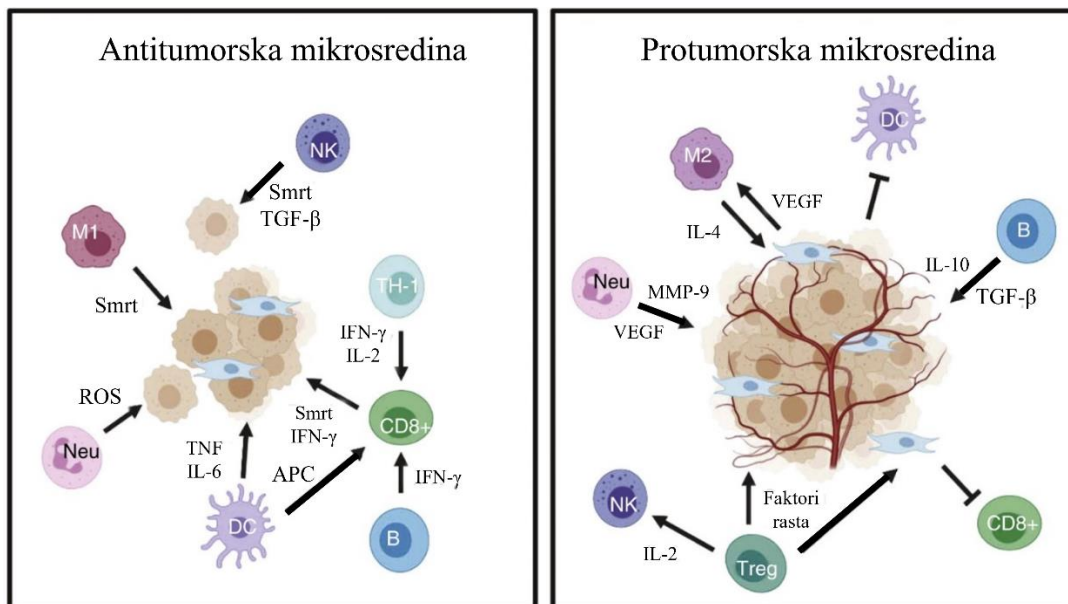 Antitumorska mikrosredina
NK
Smrt
TGF-β
M1
Smrt
TH-1
IFN-γ
IL-2
ROS
Neu
TNF
IL-6
Smrt
IFN-γ
CD8+
APC
IFN-γ
DC
B
Protumorska mikrosredina
DC
M2
VEGF
IL-4
B
IL-10
TGF-β
Neu
MMP-9
VEGF
NK
IL-2
Faktori
rasta
Treg
CD8+